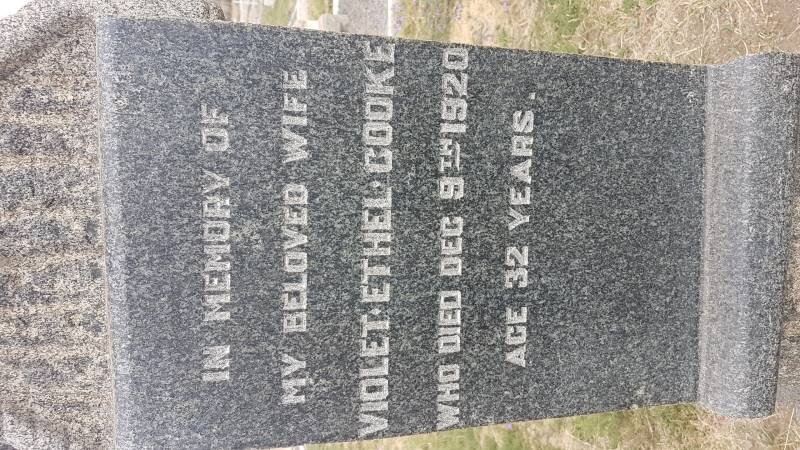 IN MEMORY OF
MY BELOVED WIFE
VIOLET·ETHEL·COOKE
WHO DIED DEC 9TH 1920
AGE 32 YEARS.